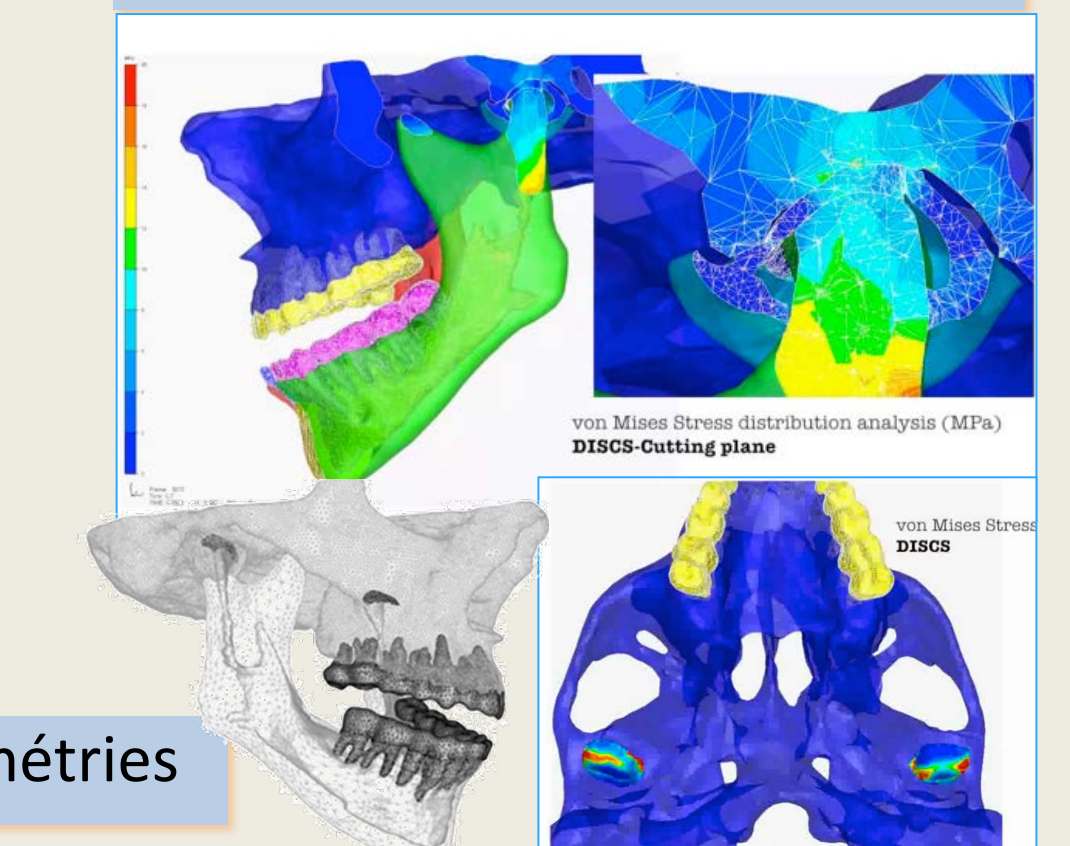 von Mises Stress distribution analysis (MPa)
DISCS-Cutting plane
von Mises Stress
DISCS
métries